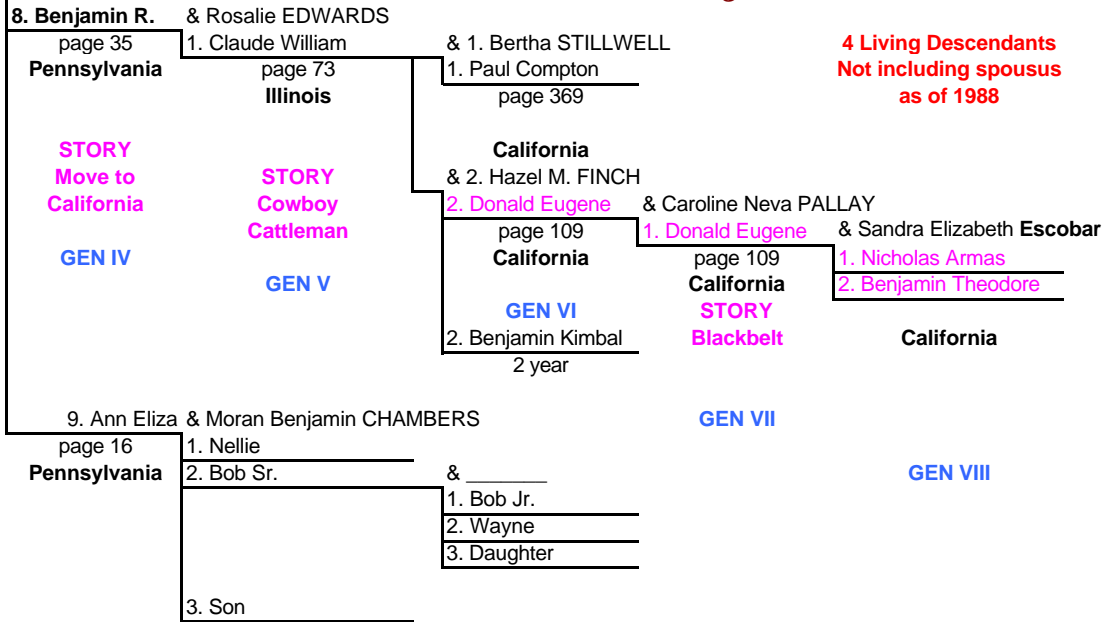 8. Benjamin R. & Rosalie EDWARDS
page 35 1. Claude William & 1. Bertha STILLWELL 4 Living Descendants
Pennsylvania page 73 1. Paul Compton Not including spousus
Illinois page 369 as of 1988
STORY California
Move to STORY & 2. Hazel M. FINCH
California Cowboy 2. Donald Eugene & Caroline Neva PALLAY
Cattleman page 109 1. Donald Eugene & Sandra Elizabeth Escobar
GEN IV California page 109 1. Nicholas Armas
GEN V California 2. Benjamin Theodore
GEN VI STORY
2. Benjamin Kimbal Blackbelt California
2 year
9. Ann Eliza & Moran Benjamin CHAMBERS GEN VII
page 16 1. Nellie
Pennsylvania 2. Bob Sr. & _______ GEN VIII
1. Bob Jr.
2. Wayne
3. Daughter
3. Son